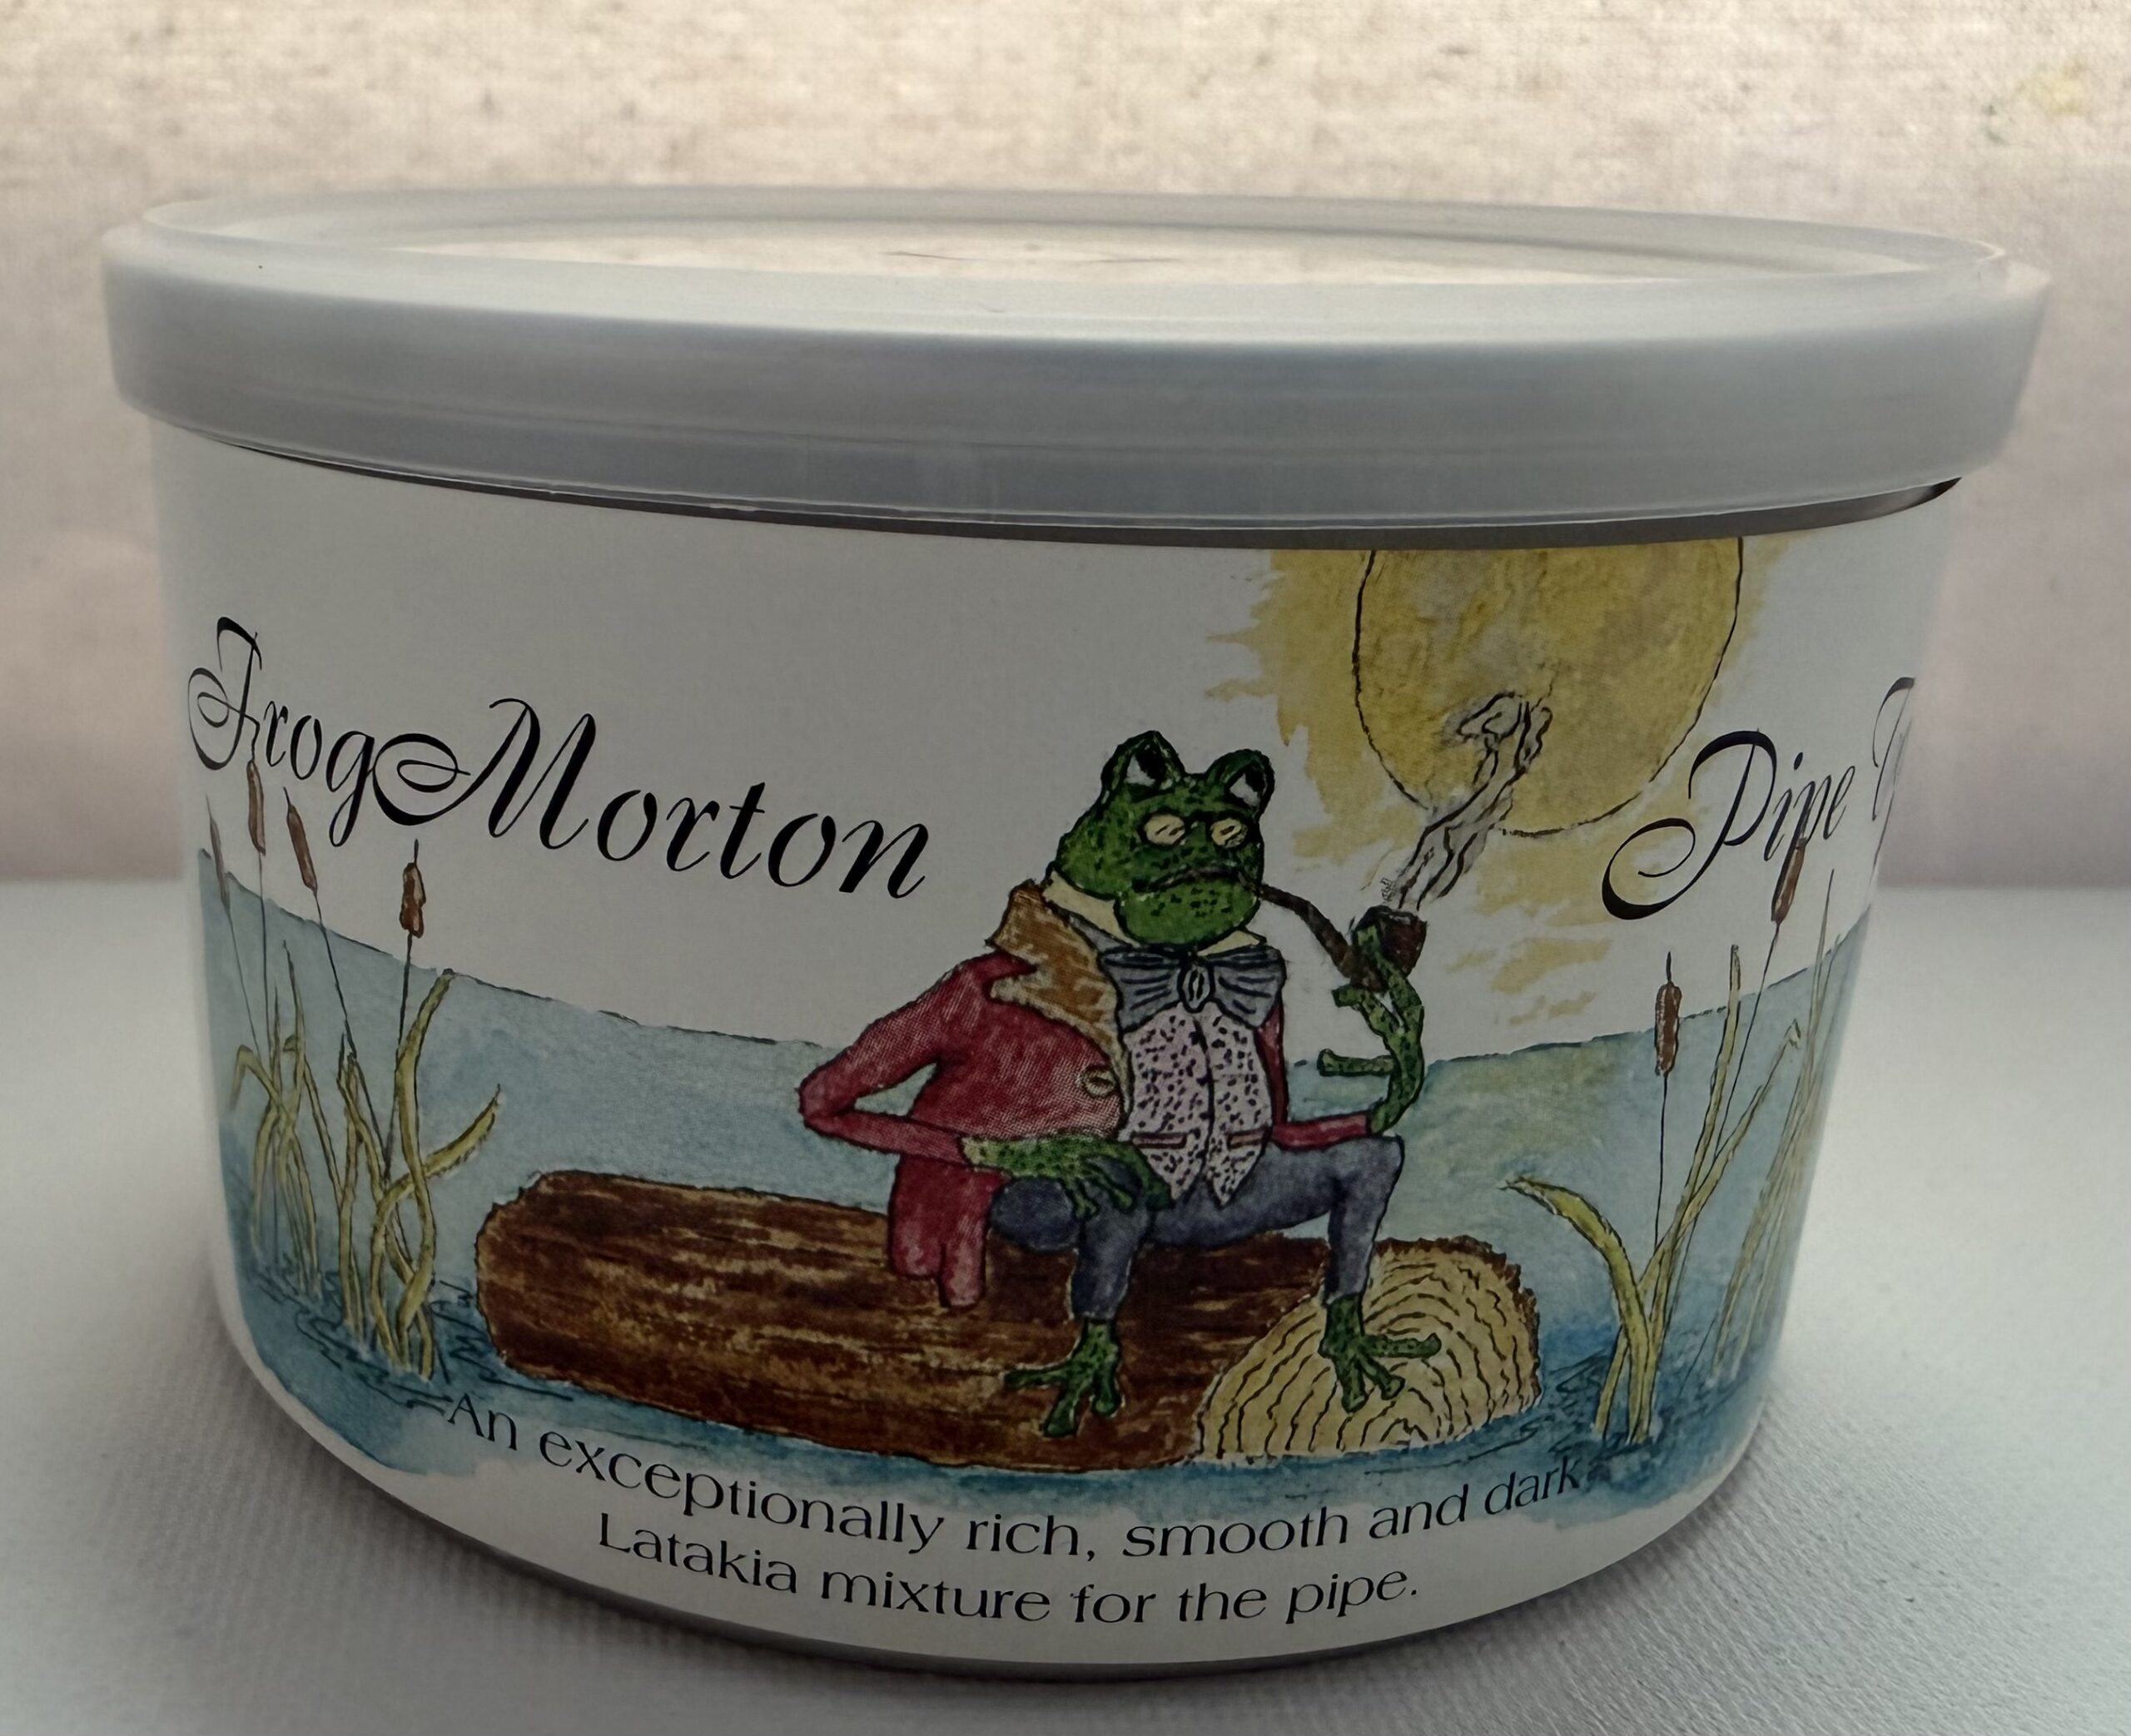 FrogMorton
Pipe
An exceptionally rich, smooth and dark
Latakia mixture for the pipe.